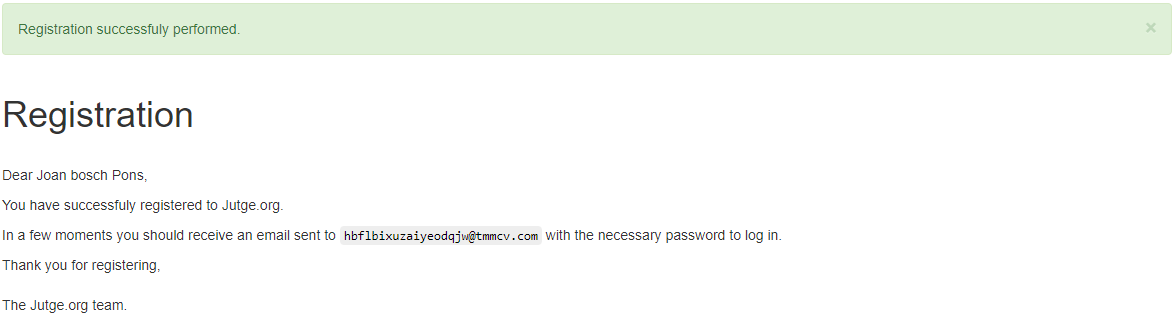 Registration successfuly performed.
×
Registration
Dear Joan bosch Pons,
You have successfuly registered to Jutge.org.
In a few moments you should receive an email sent to hbflbixuzaiyeodqjw@tmmcv.com with the necessary password to log in.
Thank you for registering,
The Jutge.org team.